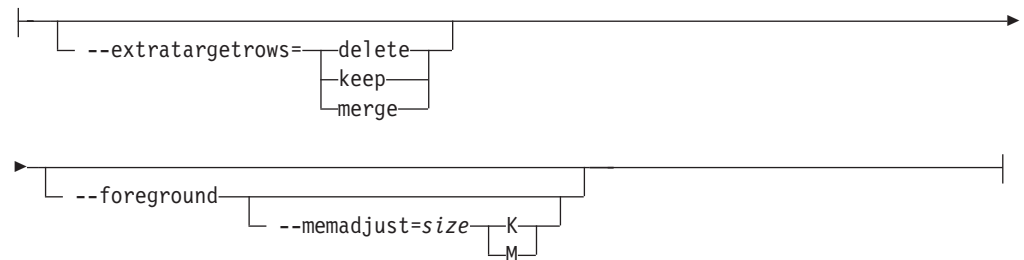 --extratargetrows= delete
keep
merge
--foreground
--memadjust=size K
M